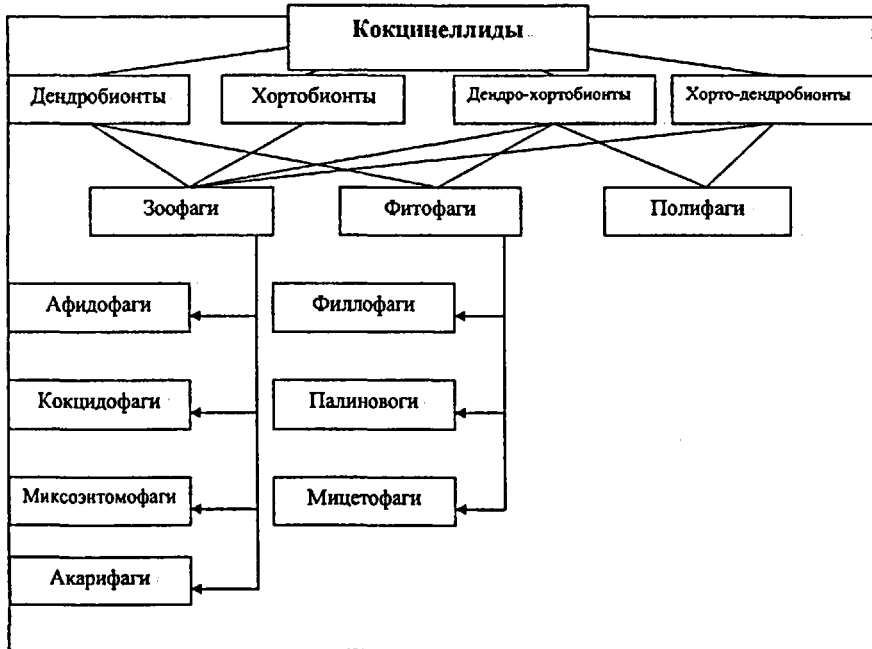 Кокцинеллиды
Дендробионты
Хортобионты
Дендро-хортобионты
Хорто-дендробионты
Зоофаги
Фитофаги
Полифаги
Афидофаги
Филлофаги
Кокцидофаги
Палиновоги
Миксоэнтомофаги
Мицетофаги
Акарифаги